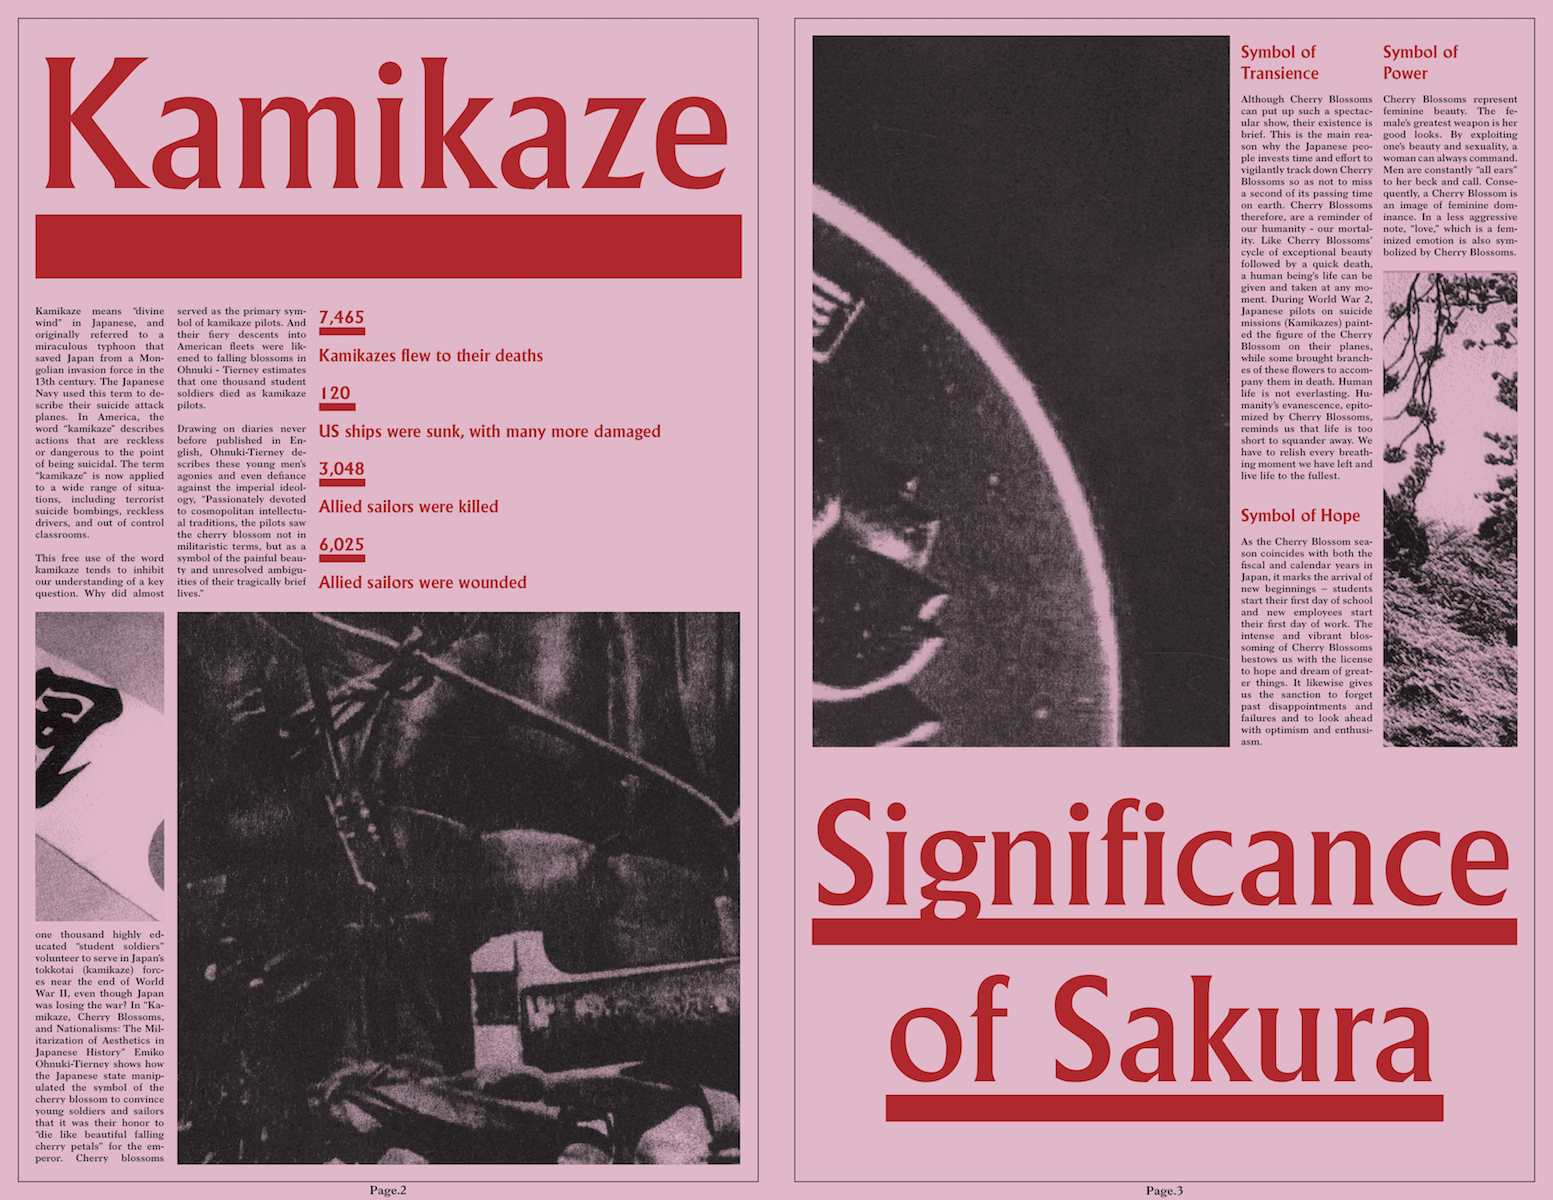 Kamikaze
Kamikaze means “divine
wind” in Japanese, and
originally referred to a
miraculous typhoon that
saved Japan from a Mon-
golian invasion force in the
13th century. The Japanese
Navy used this term to de-
scribe their suicide attack
planes. In America, the
word “kamikaze” describes
actions that are reckless
or dangerous to the point
of being suicidal. The term
“kamikaze” is now applied
to a wide range of situa-
tions, including terrorist
suicide bombings, reckless
drivers, and out of control
classrooms.
This free use of the word
kamikaze tends to inhibit
our understanding of a key
question. Why did almost
one thousand highly ed-
ucated “student soldiers”
volunteer to serve in Japan’s
tokkotai (kamikaze) forc-
es near the end of World
War II, even though Japan
was losing the war? In “Ka-
mikaze, Cherry Blossoms,
and Nationalisms: The Mil-
itarization of Aesthetics in
Japanese History” Emiko
Ohnuki-Tierney shows how
the Japanese state manip-
ulated the symbol of the
cherry blossom to convince
young soldiers and sailors
that it was their honor to
“die like beautiful falling
cherry petals” for the em-
peror. Cherry blossoms
served as the primary sym-
bol of kamikaze pilots. And
their fiery descents into
American fleets were lik-
ened to falling blossoms in
Ohnuki - Tierney estimates
that one thousand student
soldiers died as kamikaze
pilots.
Drawing on diaries never
before published in En-
glish, Ohnuki-Tierney de-
scribes these young men’s
agonies and even defiance
against the imperial ideol-
ogy, “Passionately devoted
to cosmopolitan intellectu-
al traditions, the pilots saw
the cherry blossom not in
militaristic terms, but as a
symbol of the painful beau-
ty and unresolved ambigu-
ities of their tragically brief
lives.”
7,465
Kamikazes flew to their deaths
120
US ships were sunk, with many more damaged
3,048
Allied sailors were killed
6,025
Allied sailors were wounded
Page.2
Symbol of
Transience
Although Cherry Blossoms
can put up such a spectac-
ular show, their existence is
brief. This is the main rea-
son why the Japanese peo-
ple invests time and effort to
vigilantly track down Cherry
Blossoms so as not to miss
a second of its passing time
on earth. Cherry Blossoms
therefore, are a reminder of
our humanity - our mortal-
ity. Like Cherry Blossoms’
cycle of exceptional beauty
followed by a quick death,
a human being’s life can be
given and taken at any mo-
ment. During World War 2,
Japanese pilots on suicide
missions (Kamikazes) paint-
ed the figure of the Cherry
Blossom on their planes,
while some brought branch-
es of these flowers to accom-
pany them in death. Human
life is not everlasting. Hu-
manity’s evanescence, epito-
mized by Cherry Blossoms,
reminds us that life is too
short to squander away. We
have to relish every breath-
ing moment we have left and
live life to the fullest.
Symbol of Hope
As the Cherry Blossom sea-
son coincides with both the
fiscal and calendar years in
Japan, it marks the arrival of
new beginnings – students
start their first day of school
and new employees start
their first day of work. The
intense and vibrant blos-
soming of Cherry Blossoms
bestows us with the license
to hope and dream of great-
er things. It likewise gives
us the sanction to forget
past disappointments and
failures and to look ahead
with optimism and enthusi-
asm.
Symbol of
Power
Cherry Blossoms represent
feminine beauty. The fe-
male’s greatest weapon is her
good looks. By exploiting
one’s beauty and sexuality, a
woman can always command.
Men are constantly “all ears”
to her beck and call. Conse-
quently, a Cherry Blossom is
an image of feminine dom-
inance. In a less aggressive
note, “love,” which is a fem-
inized emotion is also sym-
bolized by Cherry Blossoms.
Significance
of Sakura
Page.3